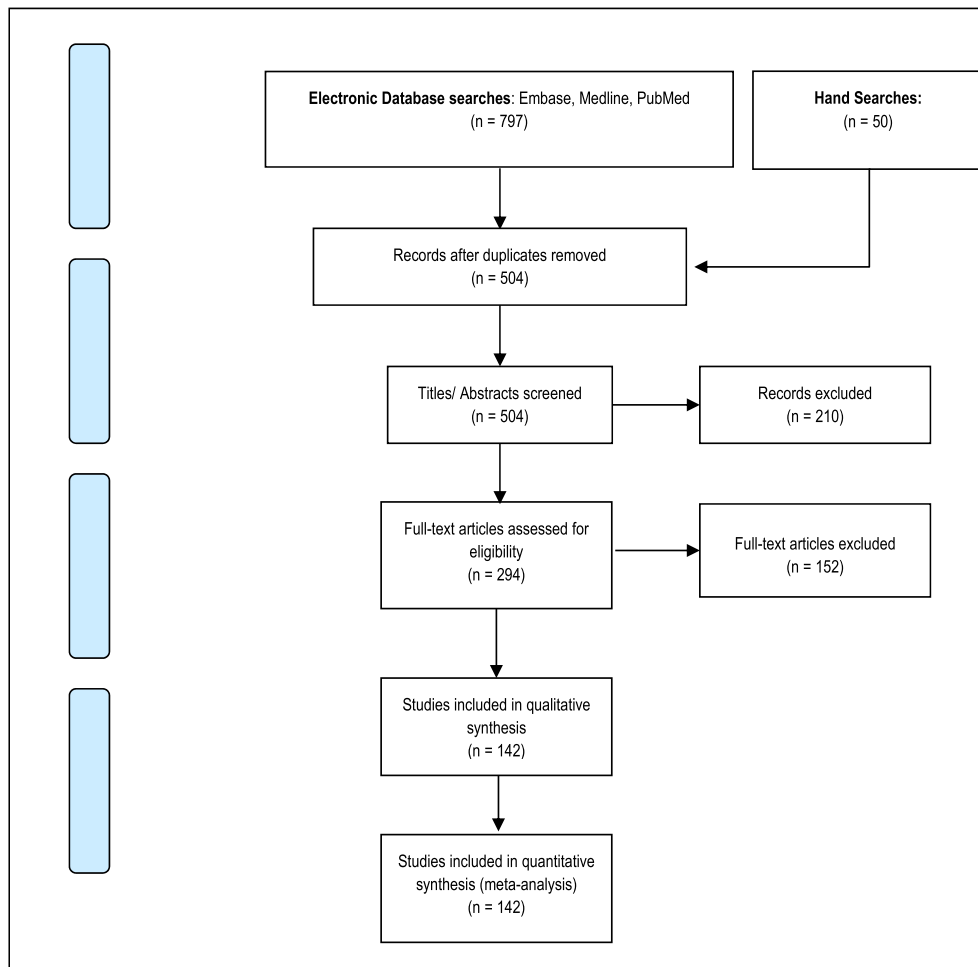 Electronic Database searches: Embase, Medline, PubMed
(n = 797)
Hand Searches:
(n = 50)
Records after duplicates removed
(n = 504)
Titles/ Abstracts screened
(n = 504)
Records excluded
(n = 210)
Full-text articles assessed for
eligibility
(n = 294)
Full-text articles excluded
(n = 152)
Studies included in qualitative
synthesis
(n = 142)
Studies included in quantitative
synthesis (meta-analysis)
(n = 142)